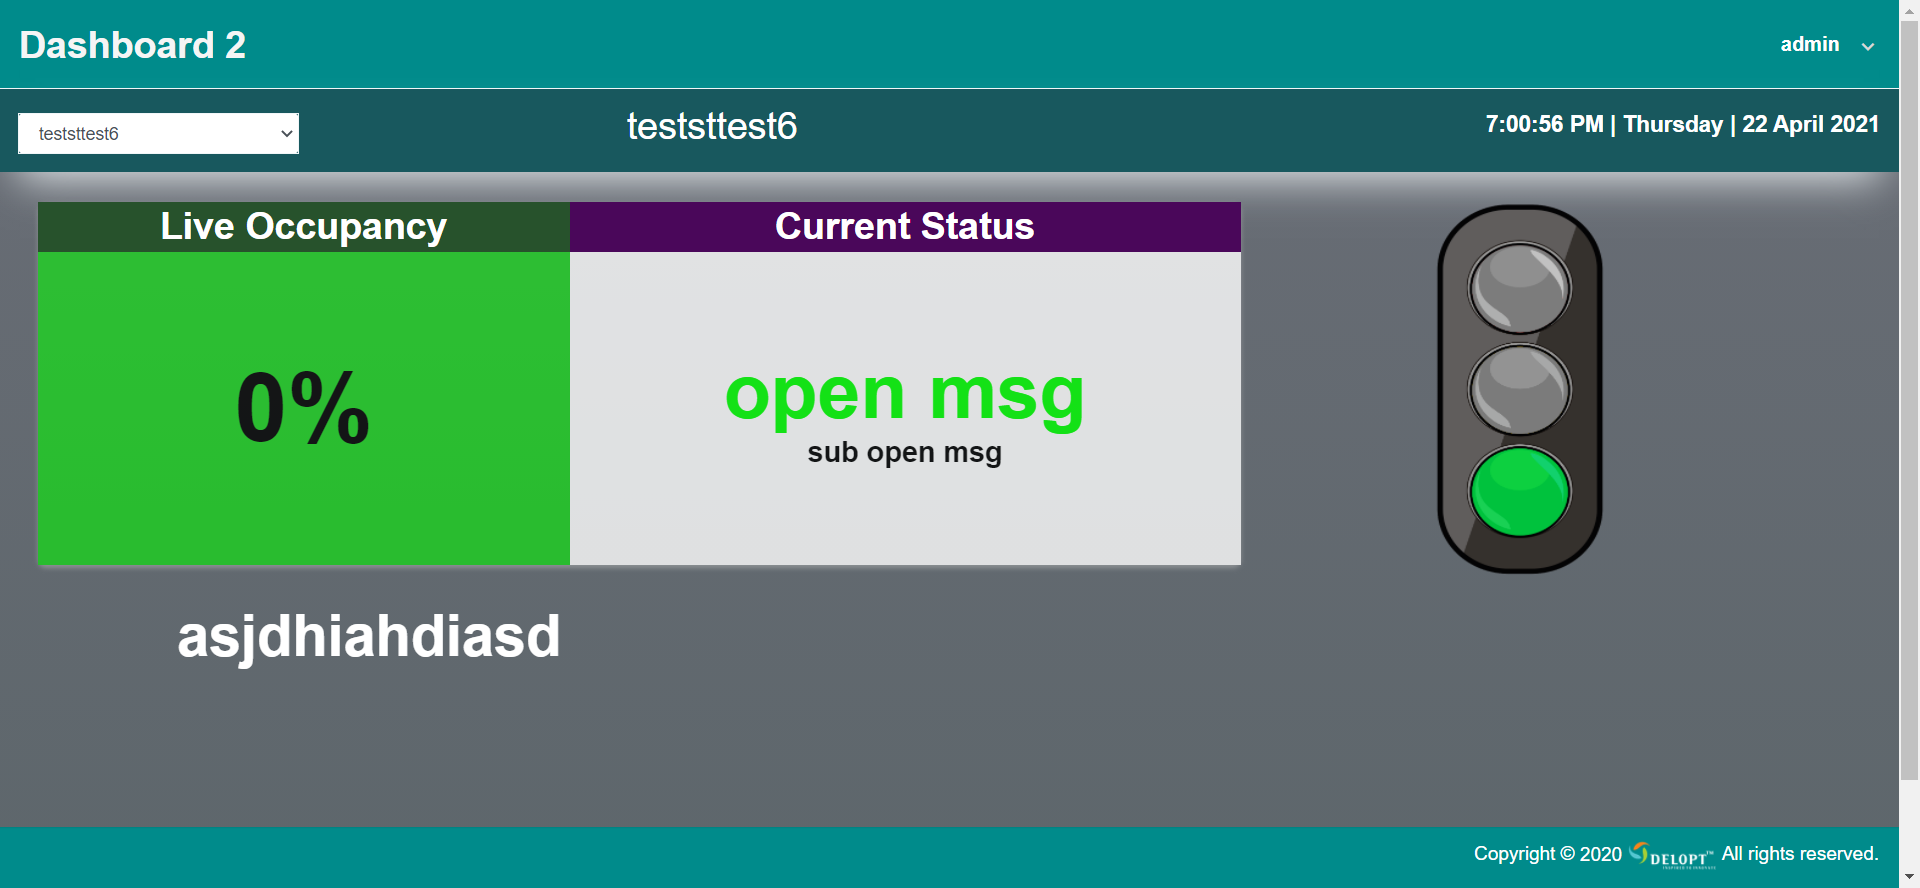 Dashboard 2
admin
teststtest6
teststtest6
7:00:56 PM | Thursday | 22 April 2021
Live Occupancy
Current Status
0%
open msg
sub open msg
asjdhiahdiasd
Copyright © 2020 DELOPT™ All rights reserved.